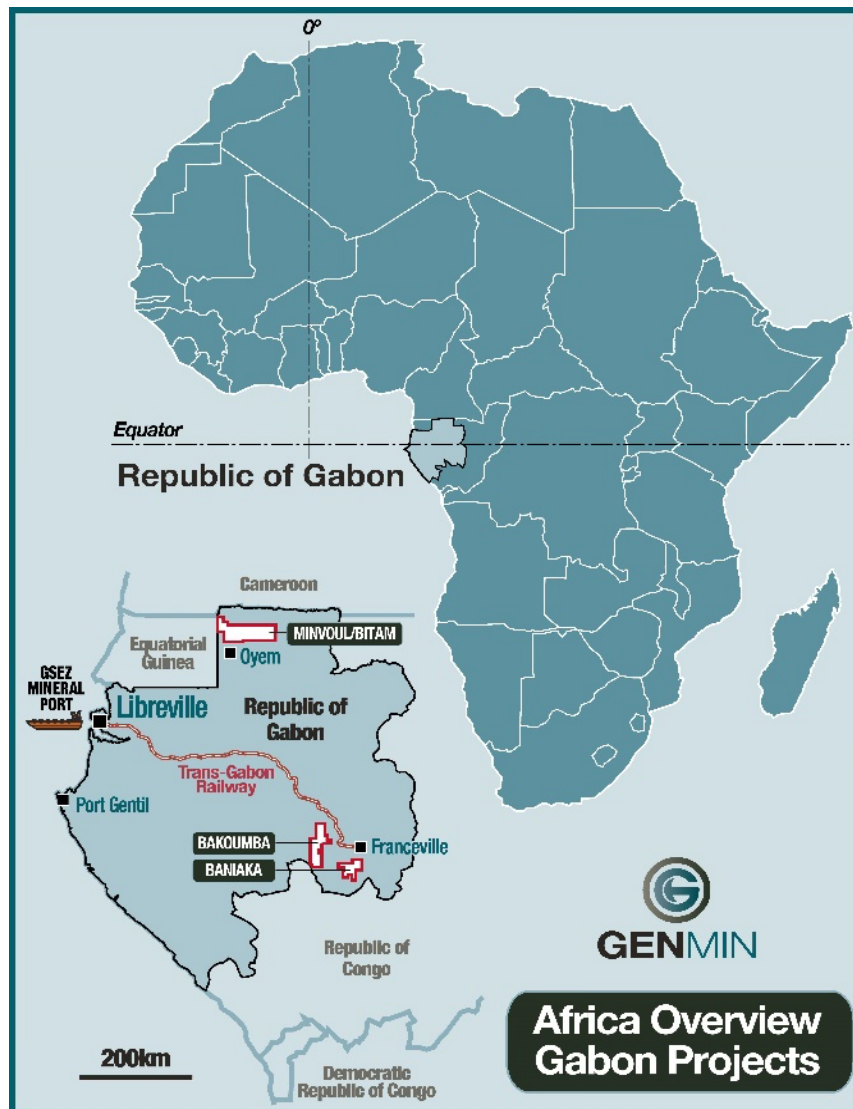 0º
Equator
Republic of Gabon
Cameroon
MINVOUL/BITAM
Equatorial
Guinea
Oyem
GSEZ
MINERAL
PORT
Libreville
Republic of
Gabon
Trans-Gabon
Railway
Port Gentil
BAKOUMBA
Franceville
BANIAKA
GENMIN
Republic of
Congo
Africa Overview
Gabon Projects
200km
Democratic
Republic of Congo